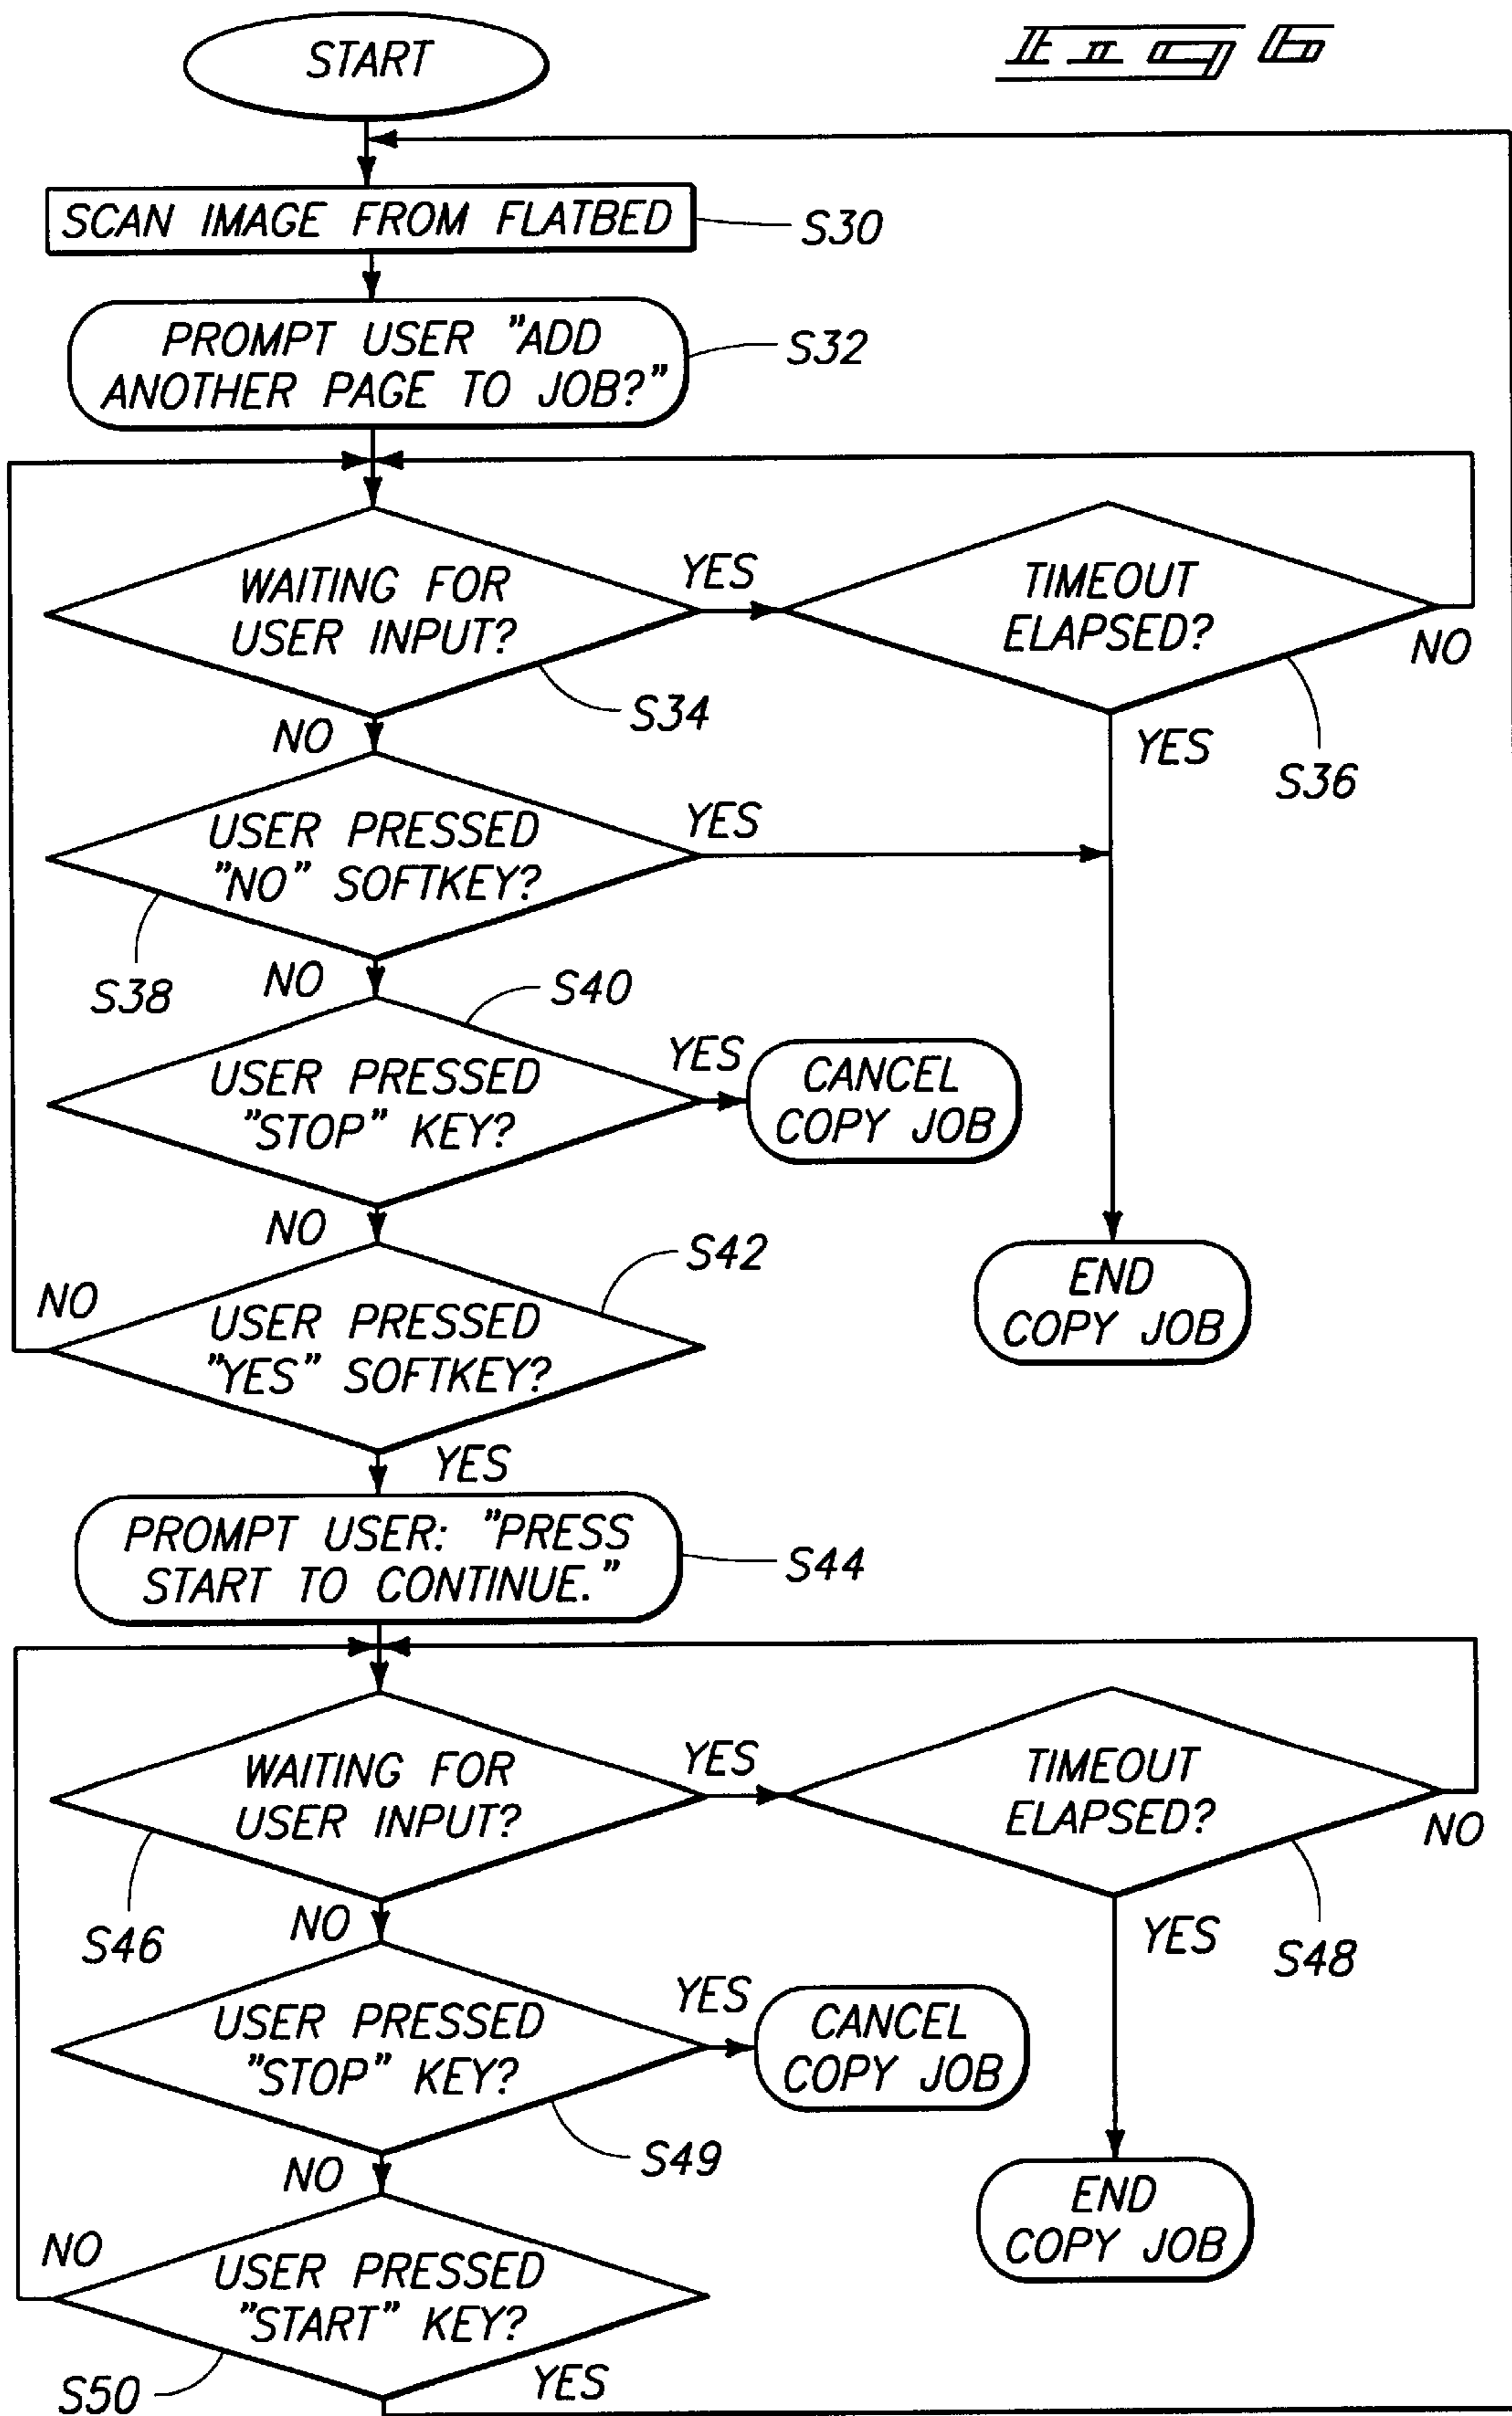 START
Fig 6
SCAN IMAGE FROM FLATBED
S30
PROMPT USER "ADD
ANOTHER PAGE TO JOB?"
S32
WAITING FOR
USER INPUT?
YES
S34
NO
TIMEOUT
ELAPSED?
NO
YES
S36
USER PRESSED
"NO" SOFTKEY?
YES
S38
NO
S40
USER PRESSED
"STOP" KEY?
YES
CANCEL
COPY JOB
NO
END
COPY JOB
S42
NO
USER PRESSED
"YES" SOFTKEY?
YES
PROMPT USER: "PRESS
START TO CONTINUE."
S44
WAITING FOR
USER INPUT?
YES
S46
NO
TIMEOUT
ELAPSED?
NO
YES
S48
USER PRESSED
"STOP" KEY?
YES
CANCEL
COPY JOB
S49
NO
END
COPY JOB
NO
USER PRESSED
"START" KEY?
S50
YES